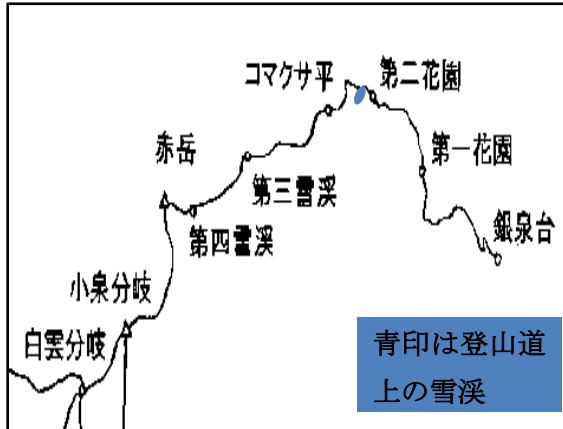 コマクサ平
第二花園
赤岳
第一花園
第三雪渓
第四雪渓
銀泉台
小泉分岐
白雲分岐
青印は登山道
上の雪渓